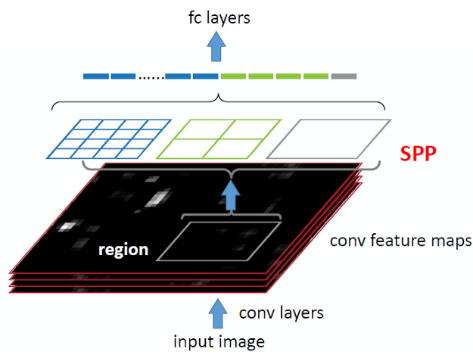 fc layers
......
SPP
region
conv feature maps
conv layers
input image